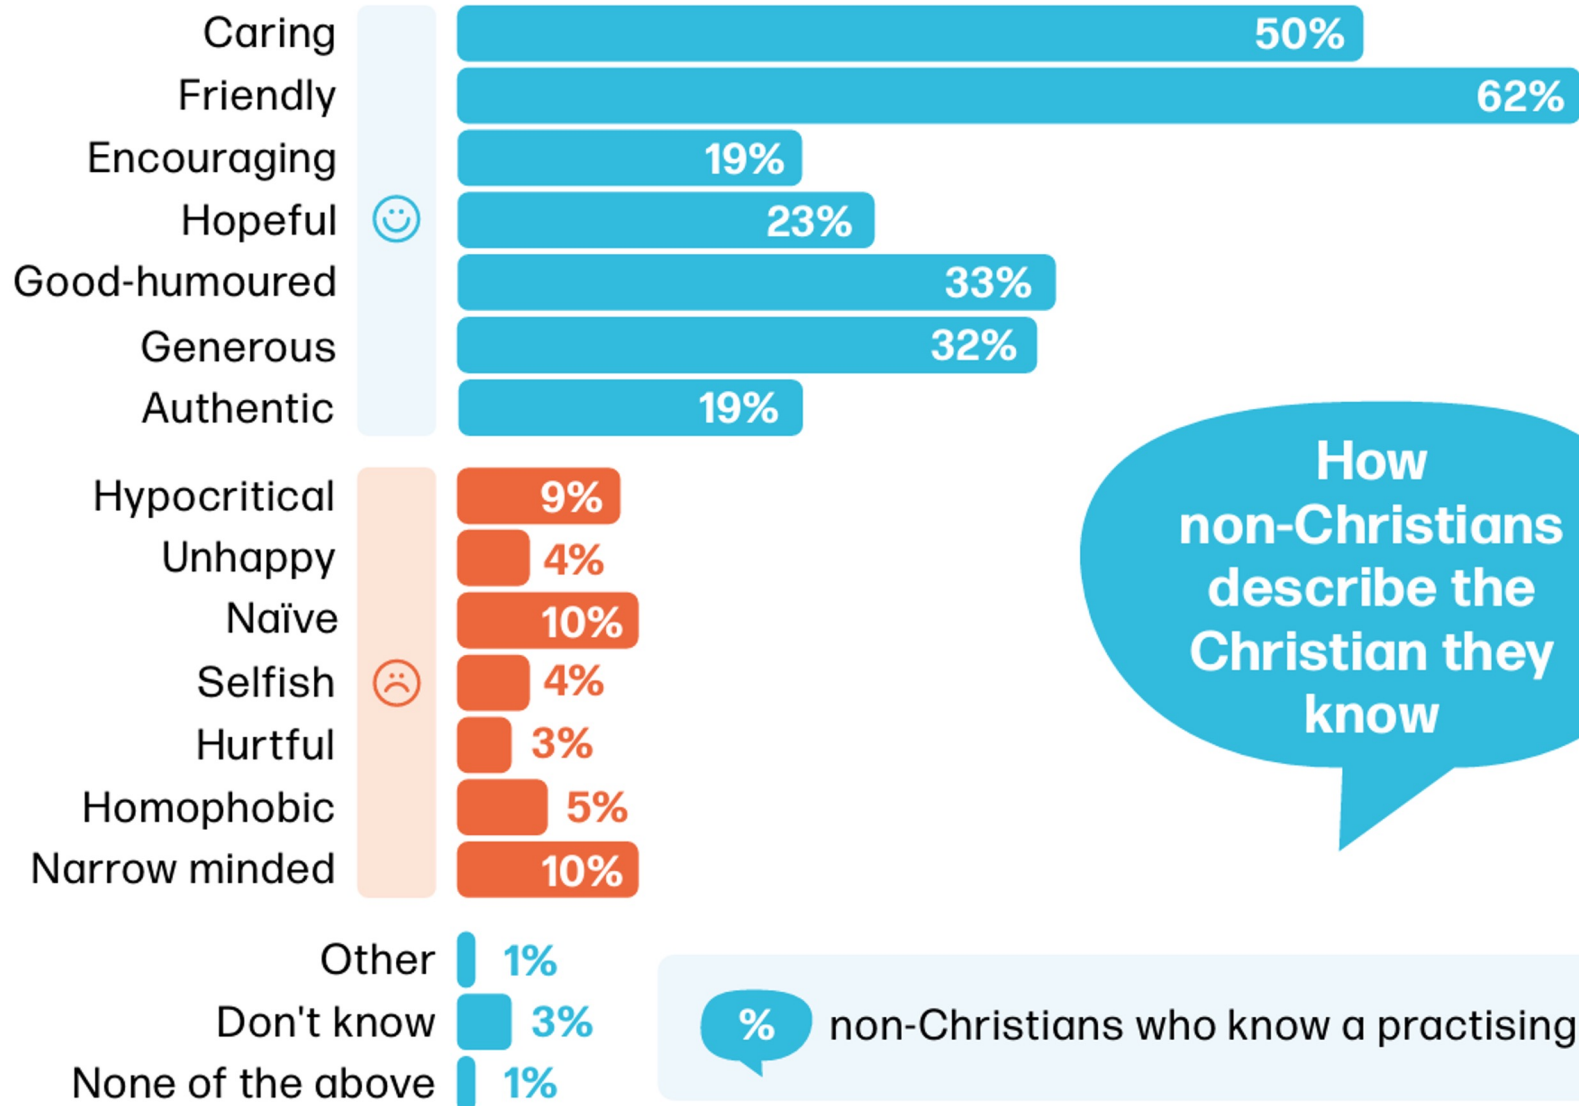 Caring 50%
Friendly 62%
Encouraging 19%
Hopeful 23%
Good-humoured 33%
Generous 32%
Authentic 19%
Hypocritical 9%
Unhappy 4%
Naïve 10%
Selfish 4%
Hurtful 3%
Homophobic 5%
Narrow minded 10%
Other 1%
Don't know 3%
None of the above 1%
How
non-Christians
describe the
Christian they
know
% non-Christians who know a practising